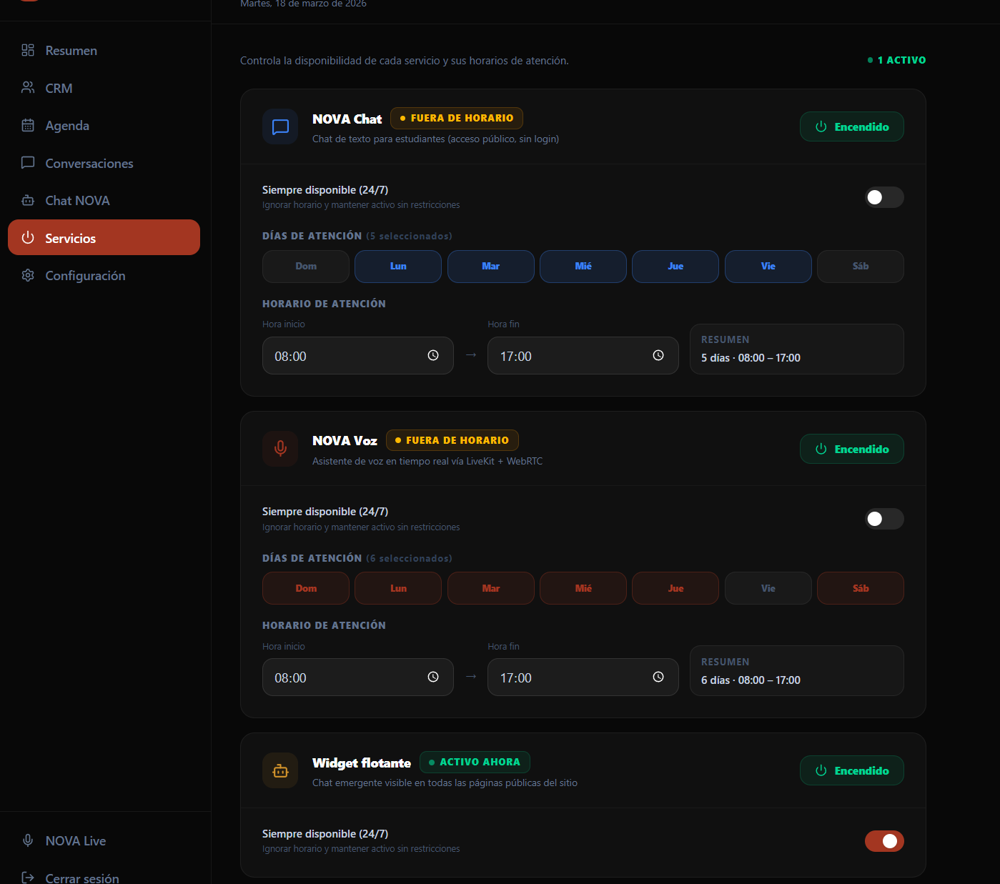 Martes, 18 de marzo de 2026
Resumen
CRM
Agenda
Conversaciones
Chat NOVA
Servicios
Configuración
NOVA Live
Cerrar sesión
Controla la disponibilidad de cada servicio y sus horarios de atención.
1 ACTIVO
NOVA Chat
FUERA DE HORARIO
Chat de texto para estudiantes (acceso público, sin login)
Encendido
Siempre disponible (24/7)
Ignorar horario y mantener activo sin restricciones
DÍAS DE ATENCIÓN (5 seleccionados)
Dom Lun Mar Mié Jue Vie Sáb
HORARIO DE ATENCIÓN
Hora inicio
08:00
→
Hora fin
17:00
RESUMEN
5 días · 08:00 – 17:00
NOVA Voz
FUERA DE HORARIO
Asistente de voz en tiempo real vía LiveKit + WebRTC
Encendido
Siempre disponible (24/7)
Ignorar horario y mantener activo sin restricciones
DÍAS DE ATENCIÓN (6 seleccionados)
Dom Lun Mar Mié Jue Vie Sáb
HORARIO DE ATENCIÓN
Hora inicio
08:00
→
Hora fin
17:00
RESUMEN
6 días · 08:00 – 17:00
Widget flotante
ACTIVO AHORA
Chat emergente visible en todas las páginas públicas del sitio
Encendido
Siempre disponible (24/7)
Ignorar horario y mantener activo sin restricciones